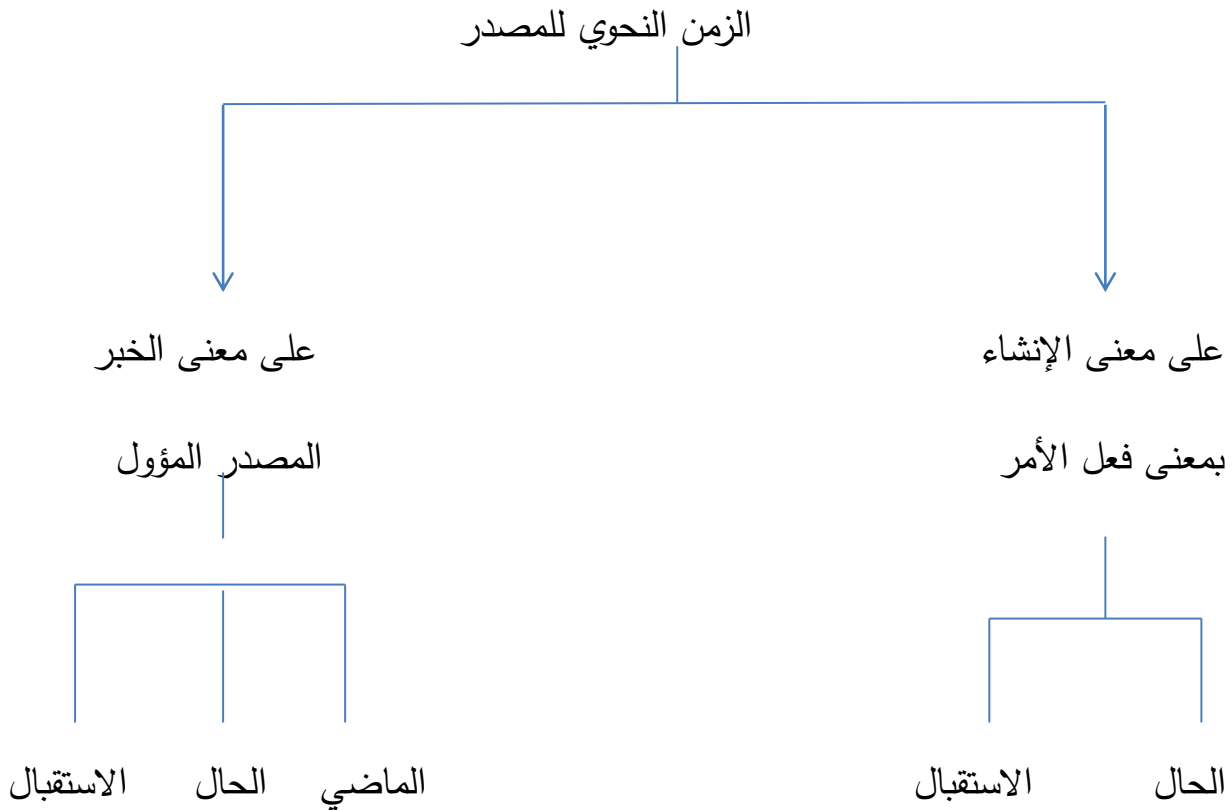 الزمن النحوي للمصدر
على معنى الإنشاء
على معنى الخبر
بمعنى فعل الأمر
المصدر المؤول
الحال
الاستقبال
الماضي
الحال
الاستقبال